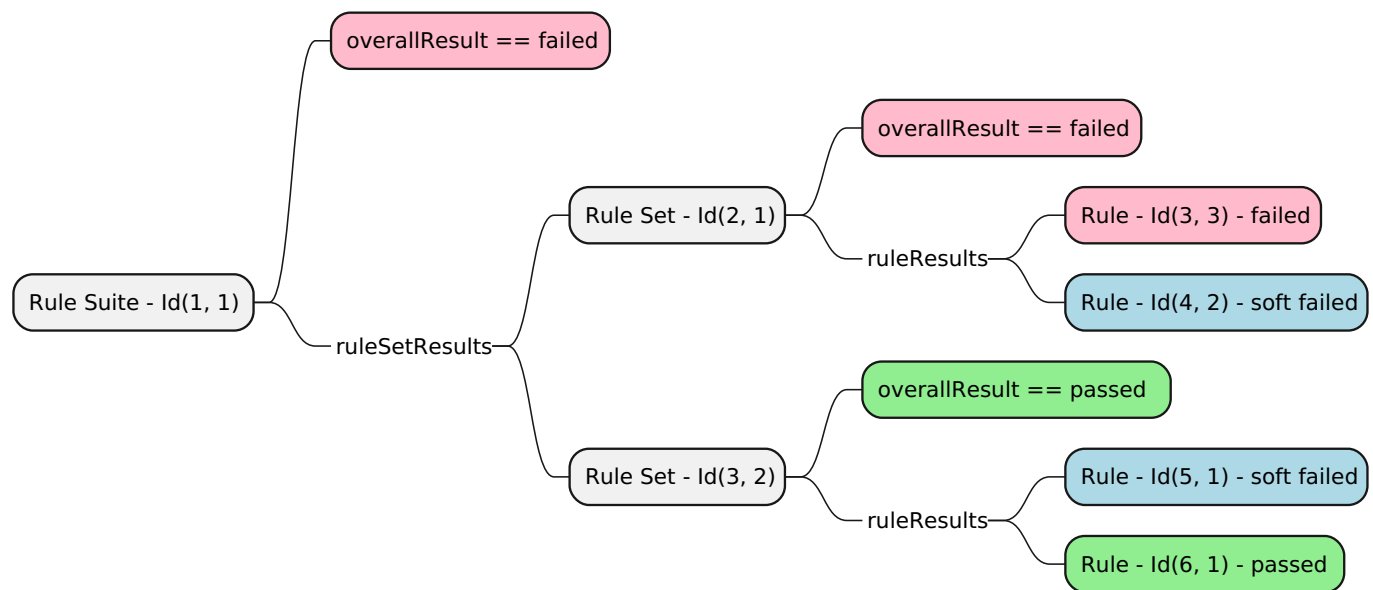 overallResult == failed
overallResult == failed
Rule Set - Id(2, 1)
Rule - Id(3, 3) - failed
ruleResults
Rule Suite - Id(1, 1)
Rule - Id(4, 2) - soft failed
ruleSetResults
overallResult == passed
Rule Set - Id(3, 2)
Rule - Id(5, 1) - soft failed
ruleResults
Rule - Id(6, 1) - passed